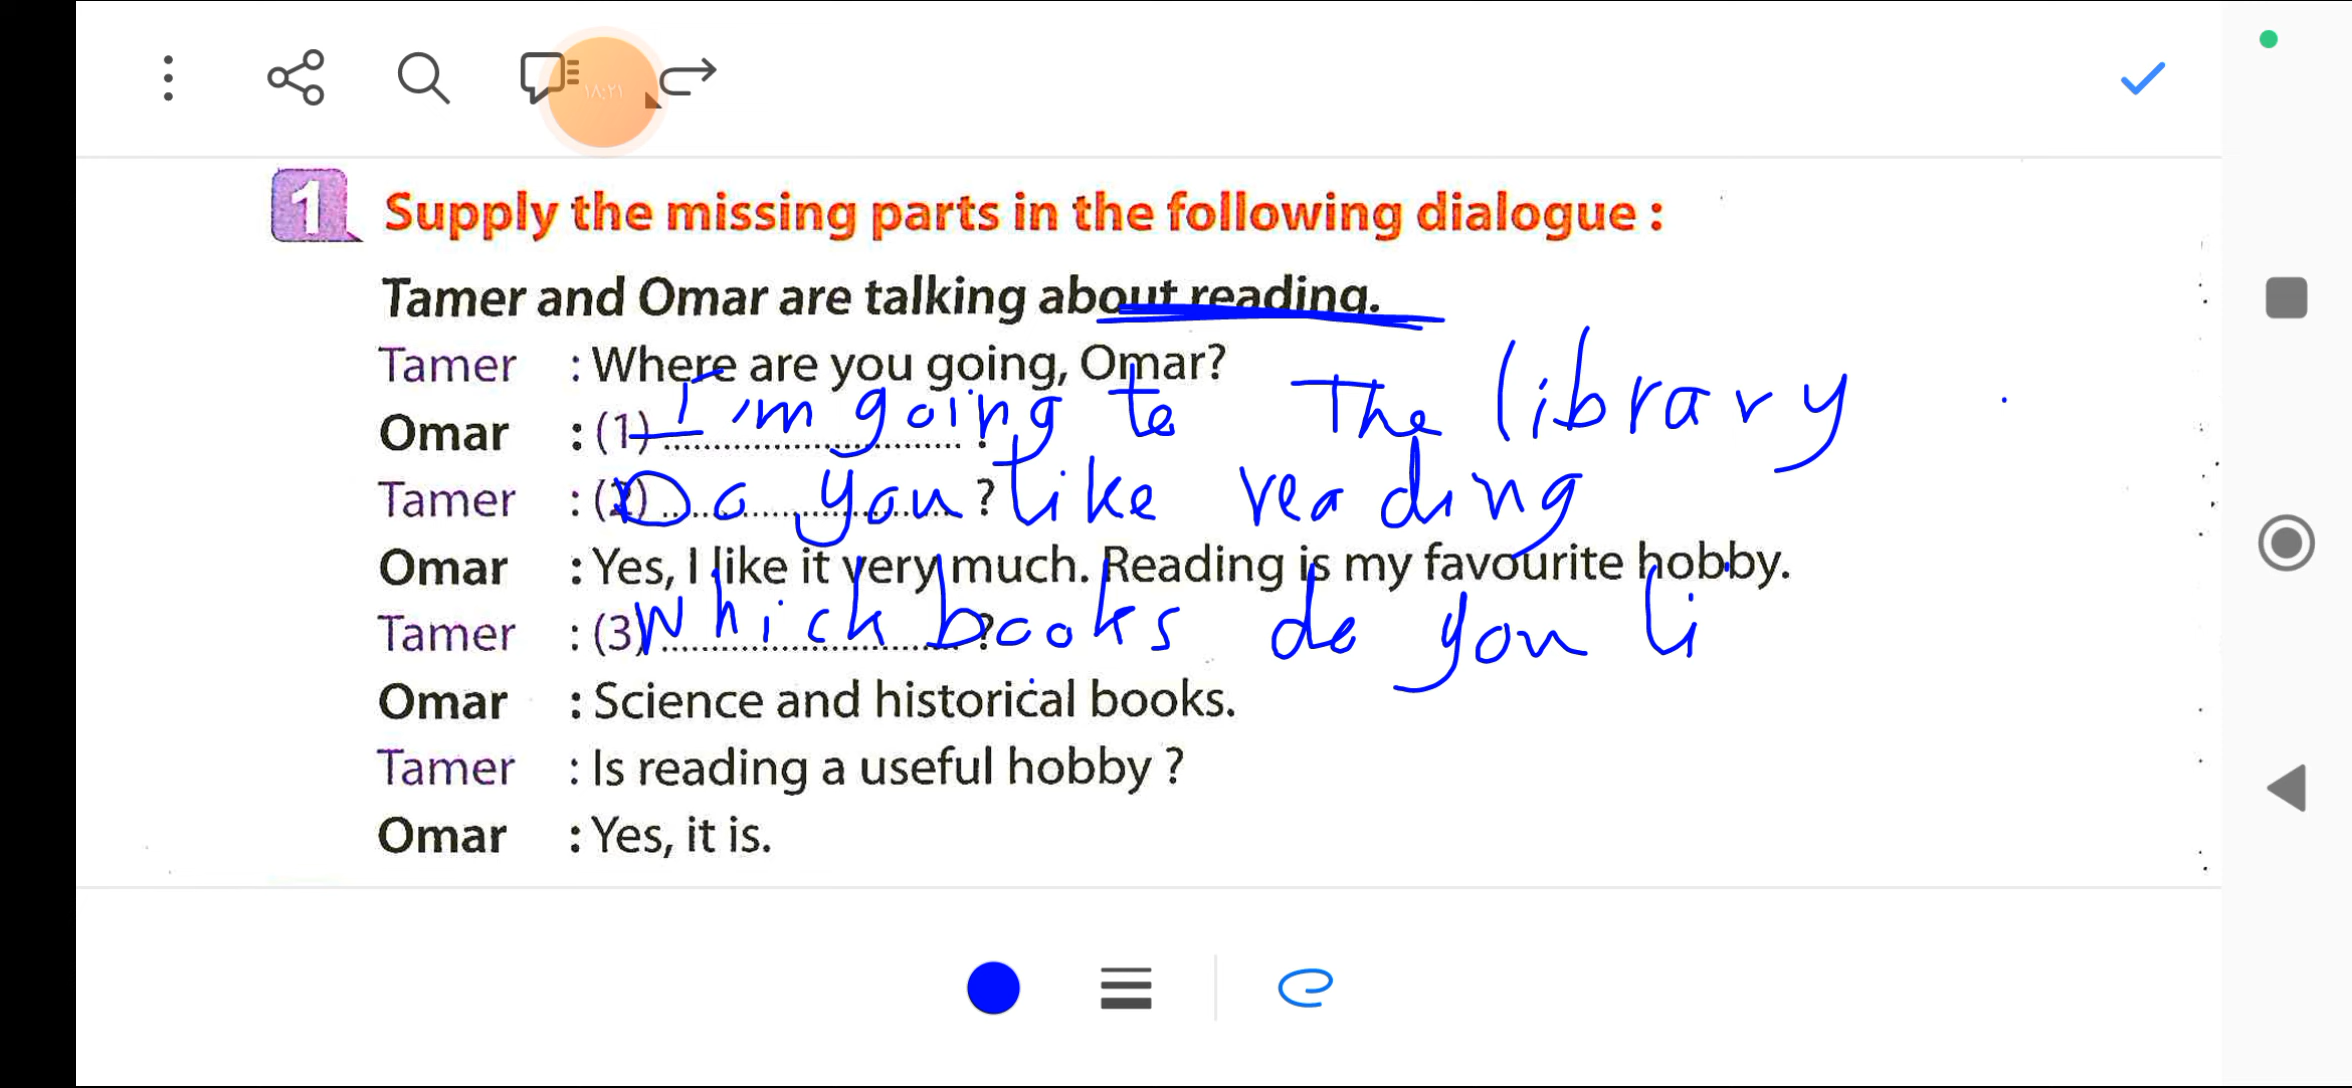 ١٨:٢١
1 Supply the missing parts in the following dialogue :
Tamer and Omar are talking about reading.
Tamer : Where are you going, Omar?
Omar : (1) I'm going to The library .................... ?
Tamer : (2) Do you like reading .................... ?
Omar : Yes, I like it very much. Reading is my favourite hobby.
Tamer : (3) Which books do you li .................... ?
Omar : Science and historical books.
Tamer : Is reading a useful hobby ?
Omar : Yes, it is.